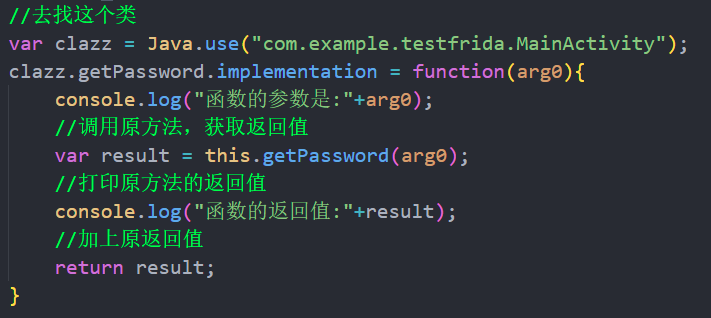 //去找这个类
var clazz = Java.use("com.example.testfrida.MainActivity");
clazz.getPassword.implementation = function(arg0){
    console.log("函数的参数是:"+arg0);
    //调用原方法，获取返回值
    var result = this.getPassword(arg0);
    //打印原方法的返回值
    console.log("函数的返回值:"+result);
    //加上原返回值
    return result;
}